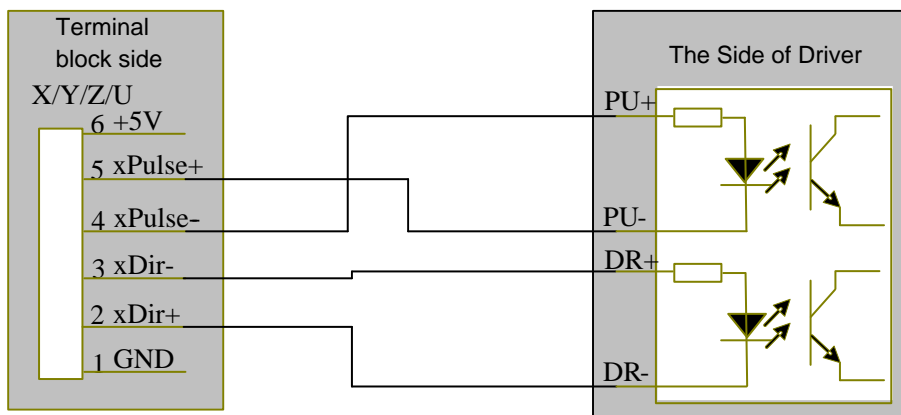 Terminal
block side
X/Y/Z/U
6 +5V
5 xPulse+
4 xPulse-
3 xDir-
2 xDir+
1 GND
The Side of Driver
PU+
PU-
DR+
DR-